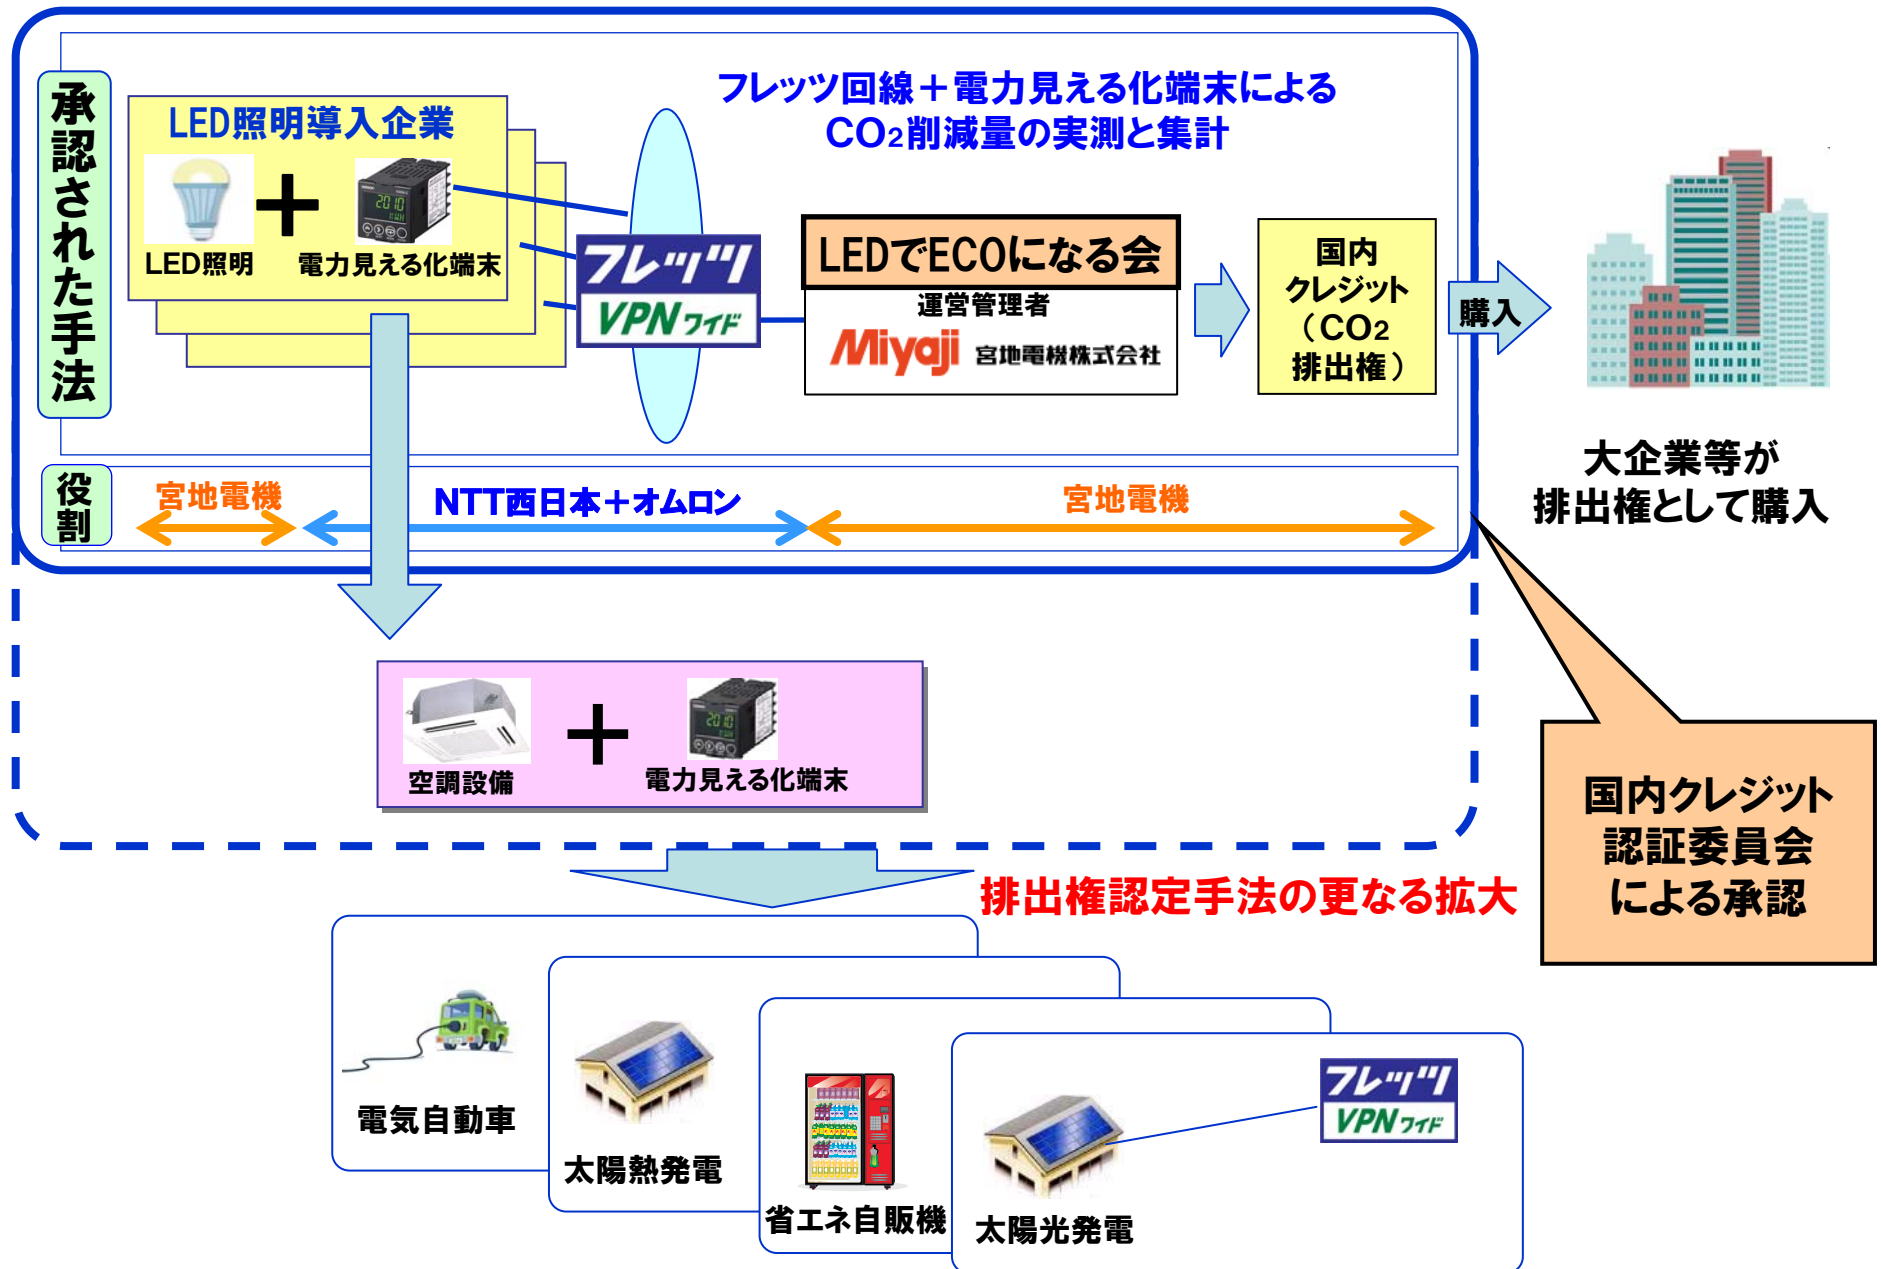 承認された手法
LED照明導入企業
LED照明
電力見える化端末
フレッツ回線＋電力見える化端末による
CO2削減量の実測と集計
フレッツ
VPNワイド
LEDでECOになる会
運営管理者
Miyaji 宮地電機株式会社
国内
クレジット
（CO2
排出権）
購入
大企業等が
排出権として購入
役割
宮地電機
NTT西日本＋オムロン
宮地電機
空調設備
電力見える化端末
国内クレジット
認証委員会
による承認
排出権認定手法の更なる拡大
電気自動車
太陽熱発電
省エネ自販機
太陽光発電
フレッツ
VPNワイド